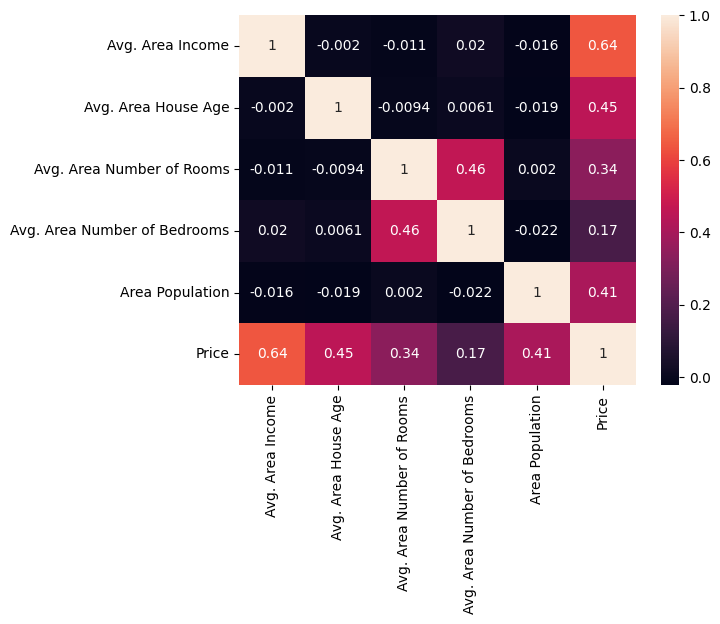 Avg. Area Income 1 -0.002 -0.011 0.02 -0.016 0.64
Avg. Area House Age -0.002 1 -0.0094 0.0061 -0.019 0.45
Avg. Area Number of Rooms -0.011 -0.0094 1 0.46 0.002 0.34
Avg. Area Number of Bedrooms 0.02 0.0061 0.46 1 -0.022 0.17
Area Population -0.016 -0.019 0.002 -0.022 1 0.41
Price 0.64 0.45 0.34 0.17 0.41 1
Avg. Area Income
Avg. Area House Age
Avg. Area Number of Rooms
Avg. Area Number of Bedrooms
Area Population
Price
1.0
0.8
0.6
0.4
0.2
0.0